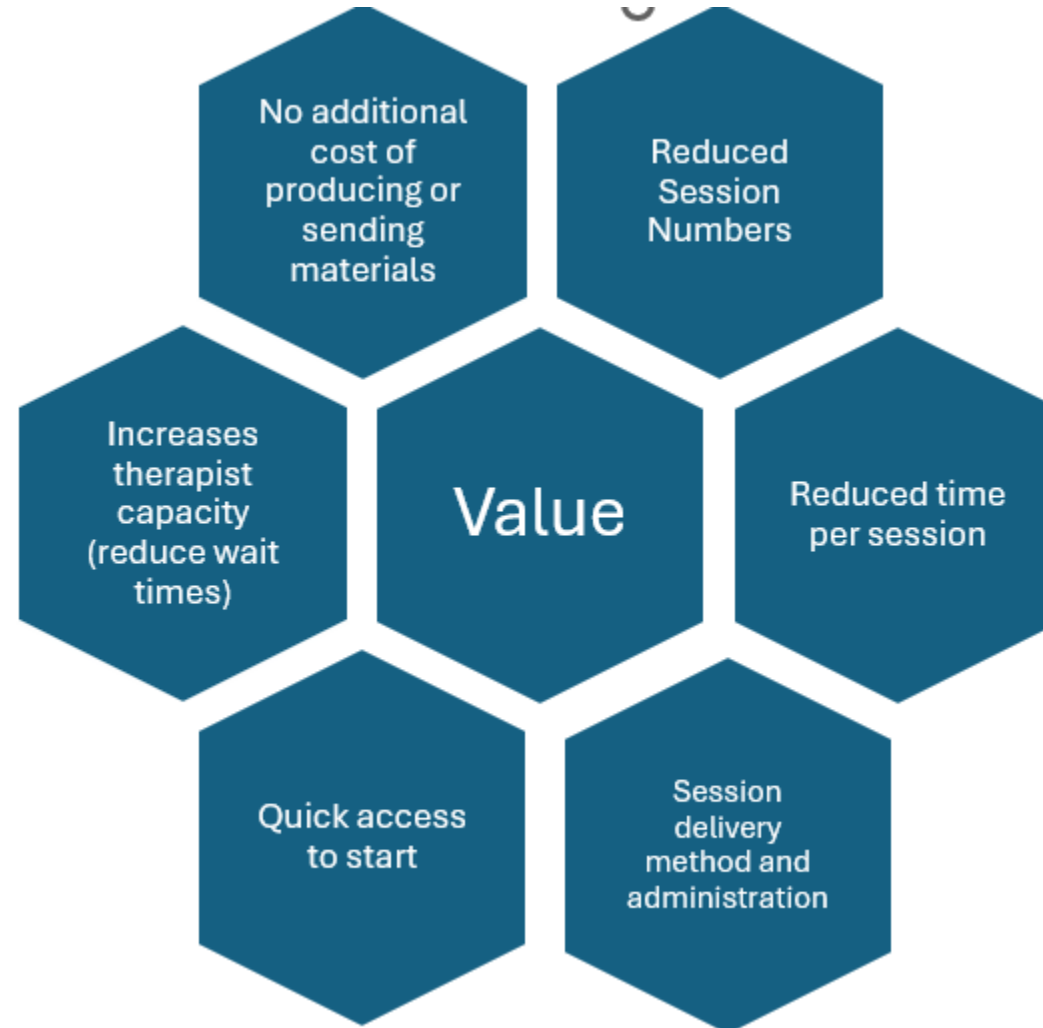 No additional
cost of
producing or
sending
materials
Reduced
Session
Numbers
Increases
therapist
capacity
(reduce wait
times)
Value
Reduced time
per session
Quick access
to start
Session
delivery
method and
administration